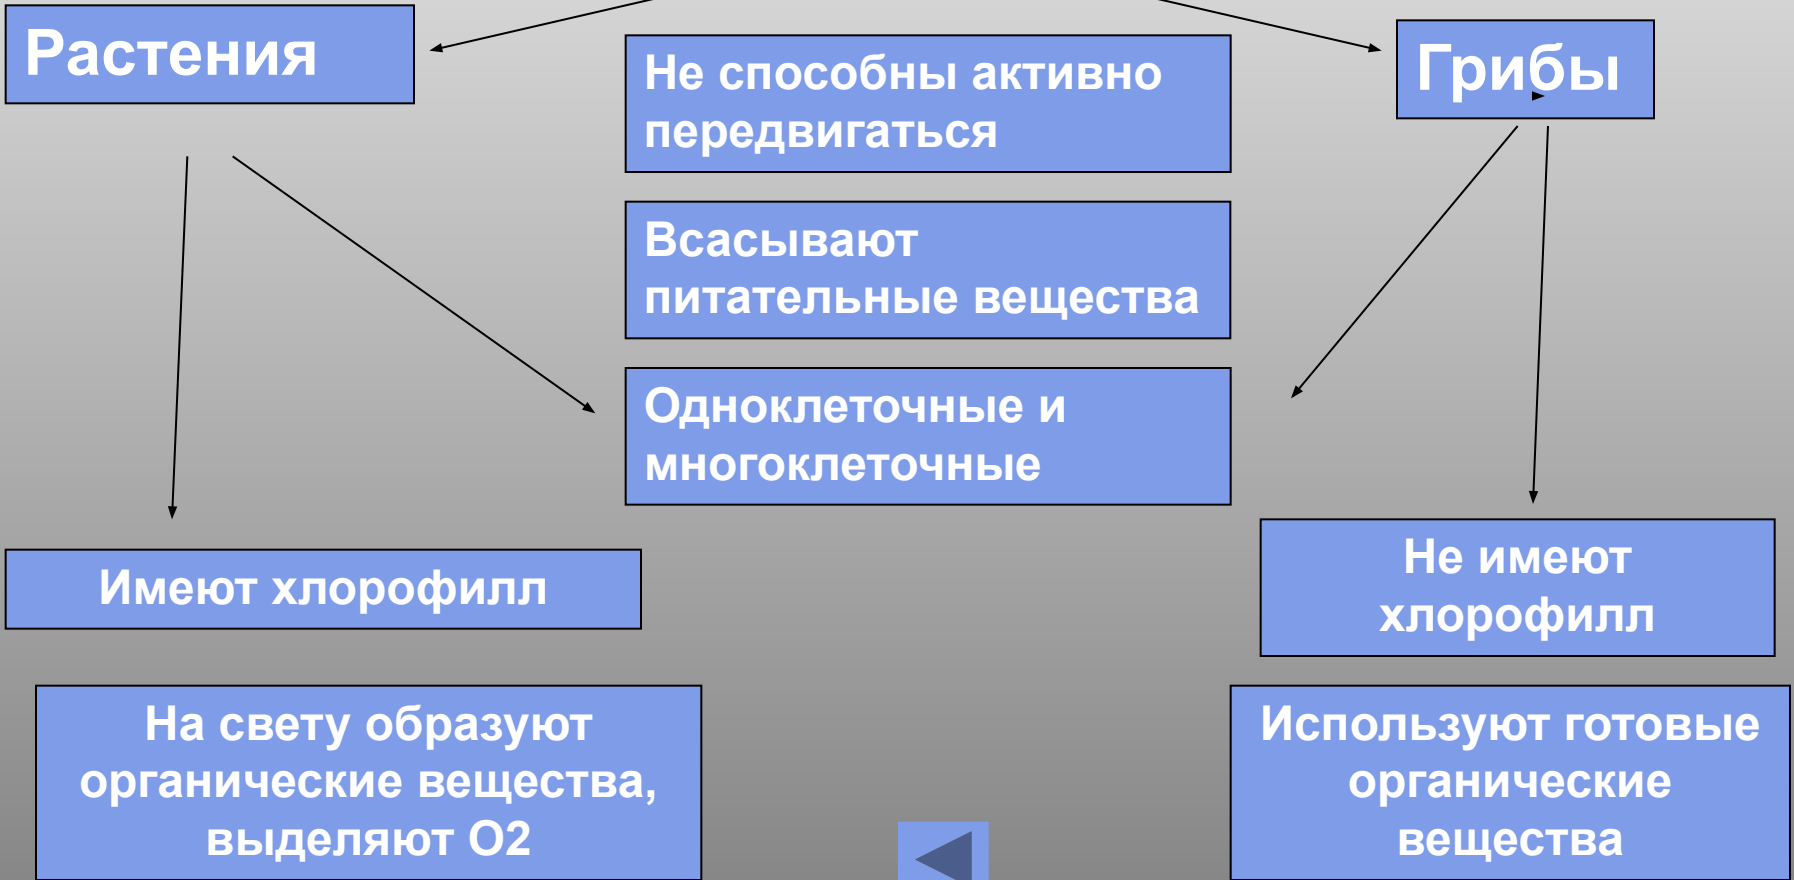 Растения
Не способны активно
передвигаться
Грибы
Всасывают
питательные вещества
Одноклеточные и
многоклеточные
Имеют хлорофилл
Не имеют
хлорофилл
На свету образуют
органические вещества,
выделяют О2
Используют готовые
органические
вещества